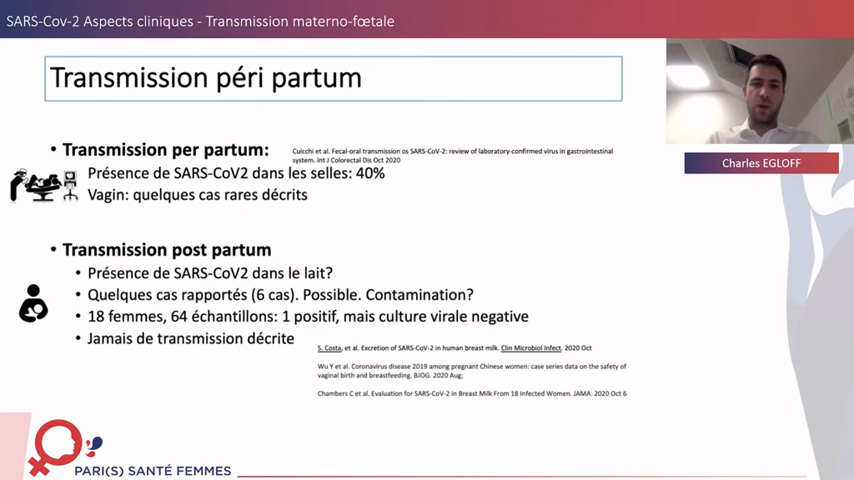 SARS-Cov-2 Aspects cliniques - Transmission materno-fœtale
Transmission péri partum
• Transmission per partum:
Cuicchi et al. Fecal-oral transmission os SARS-CoV-2: review of laboratory-confirmed virus in gastrointestinal
system. Int J Colorectal Dis Oct 2020
Présence de SARS-CoV2 dans les selles: 40%
Vagin: quelques cas rares décrits
Charles EGLOFF
• Transmission post partum
• Présence de SARS-CoV2 dans le lait?
• Quelques cas rapportés (6 cas). Possible. Contamination?
• 18 femmes, 64 échantillons: 1 positif, mais culture virale negative
• Jamais de transmission décrite
S. Costa, et al. Excretion of SARS-CoV-2 in human breast milk. Clin Microbiol Infect. 2020 Oct
Wu Y et al. Coronavirus disease 2019 among pregnant Chinese women: case series data on the safety of
vaginal birth and breastfeeding. BJOG. 2020 Aug;
Chambers C et al. Evaluation for SARS-CoV-2 in Breast Milk From 18 Infected Women. JAMA. 2020 Oct 6
PARI(S) SANTÉ FEMMES